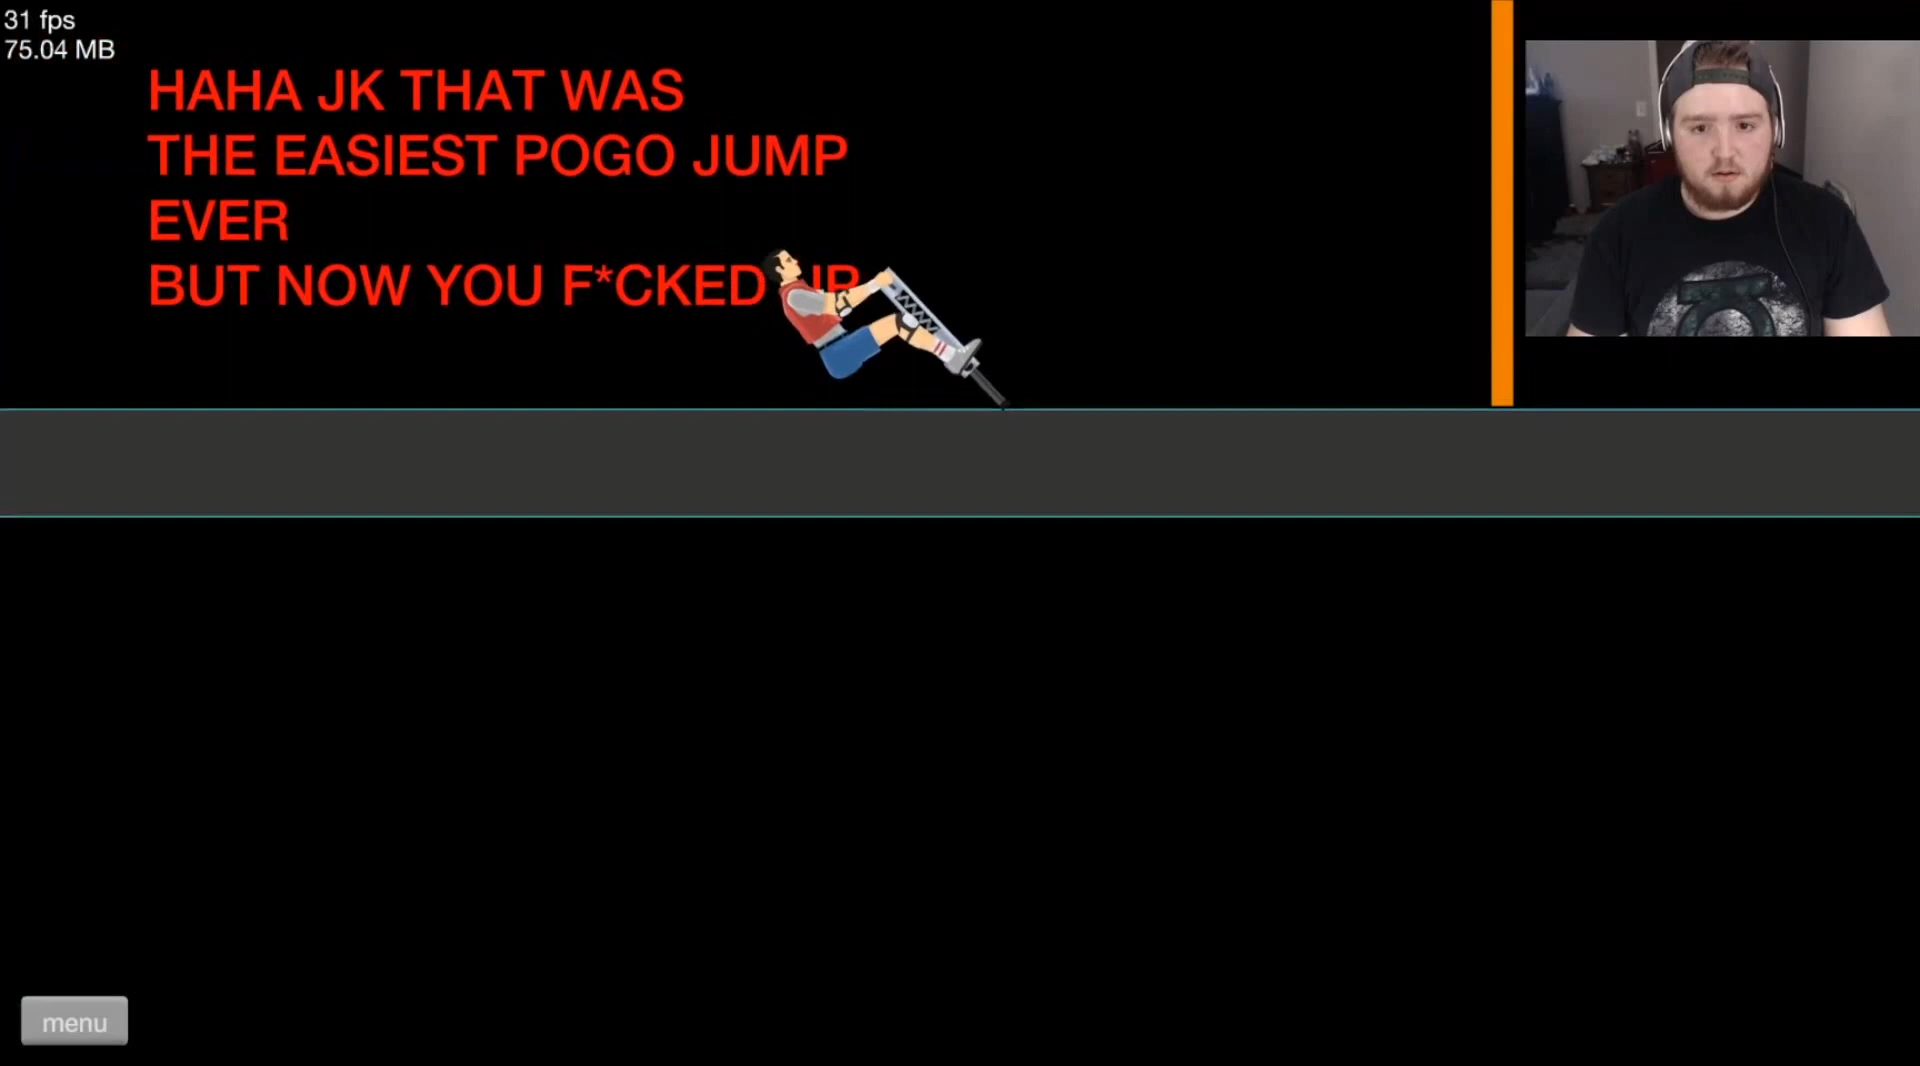 31 fps
75.04 MB
HAHA JK THAT WAS
THE EASIEST POGO JUMP
EVER
BUT NOW YOU F*CKED UP
menu